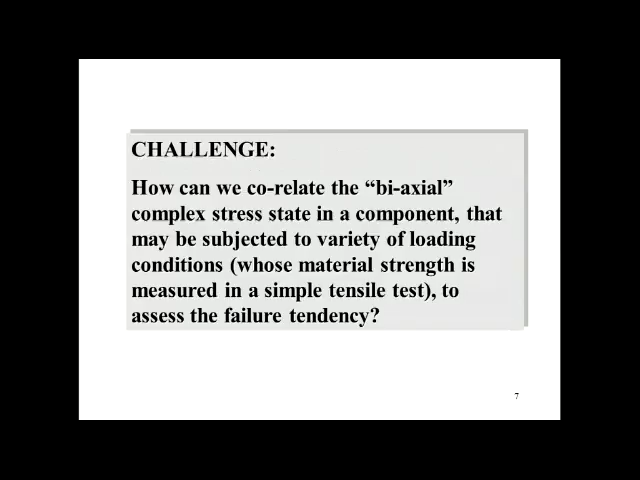 CHALLENGE:
How can we co-relate the “bi-axial”
complex stress state in a component, that
may be subjected to variety of loading
conditions (whose material strength is
measured in a simple tensile test), to
assess the failure tendency?
7